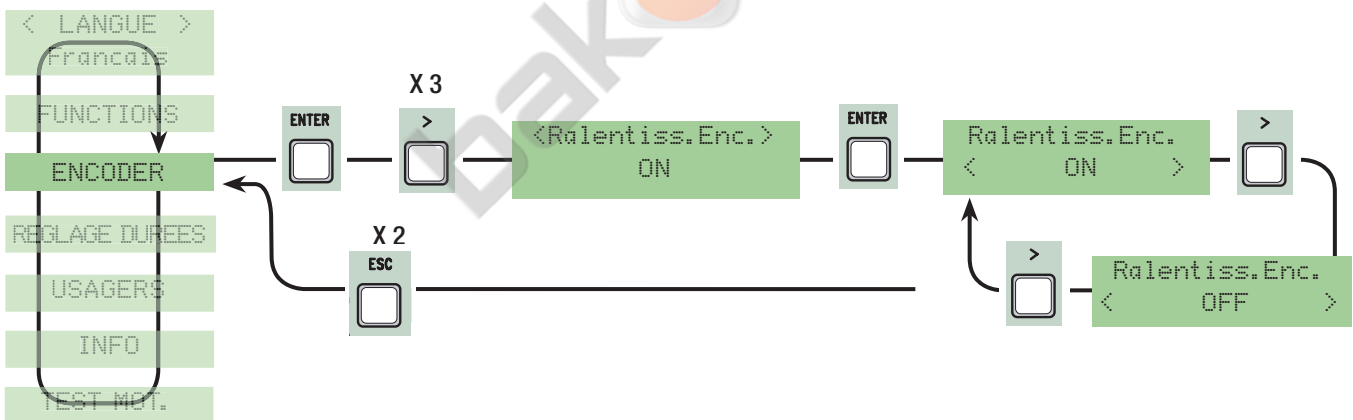 < LANGUE >
Francais
FUNCTIONS
ENCODER
REGLAGE DUREES
USAGERS
INFO
TEST MOT.
ENTER
X 3
>
<Ralentiss.Enc.>
ON
ENTER
Ralentiss.Enc.
< ON >
>
Ralentiss.Enc.
< OFF >
>
X 2
ESC
bak